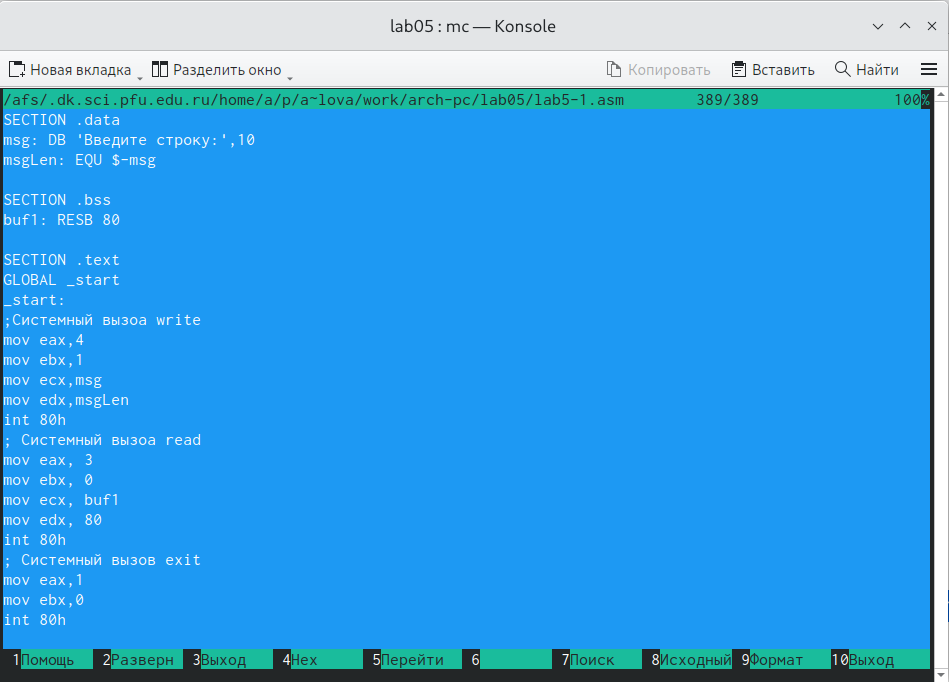 lab05 : mc — Konsole
Новая вкладка Разделить окно Копировать Вставить Найти
/afs/.dk.sci.pfu.edu.ru/home/a/p/a~lova/work/arch-pc/lab05/lab5-1.asm 389/389 100%
SECTION .data
msg: DB 'Введите строку:',10
msgLen: EQU $-msg
SECTION .bss
buf1: RESB 80
SECTION .text
GLOBAL _start
_start:
;Системный вызоа write
mov eax,4
mov ebx,1
mov ecx,msg
mov edx,msgLen
int 80h
; Системный вызоа read
mov eax, 3
mov ebx, 0
mov ecx, buf1
mov edx, 80
int 80h
; Системный вызов exit
mov eax,1
mov ebx,0
int 80h
1Помощь 2Разверн 3Выход 4Hex 5Перейти 6 7Поиск 8Исходный 9Формат 10Выход